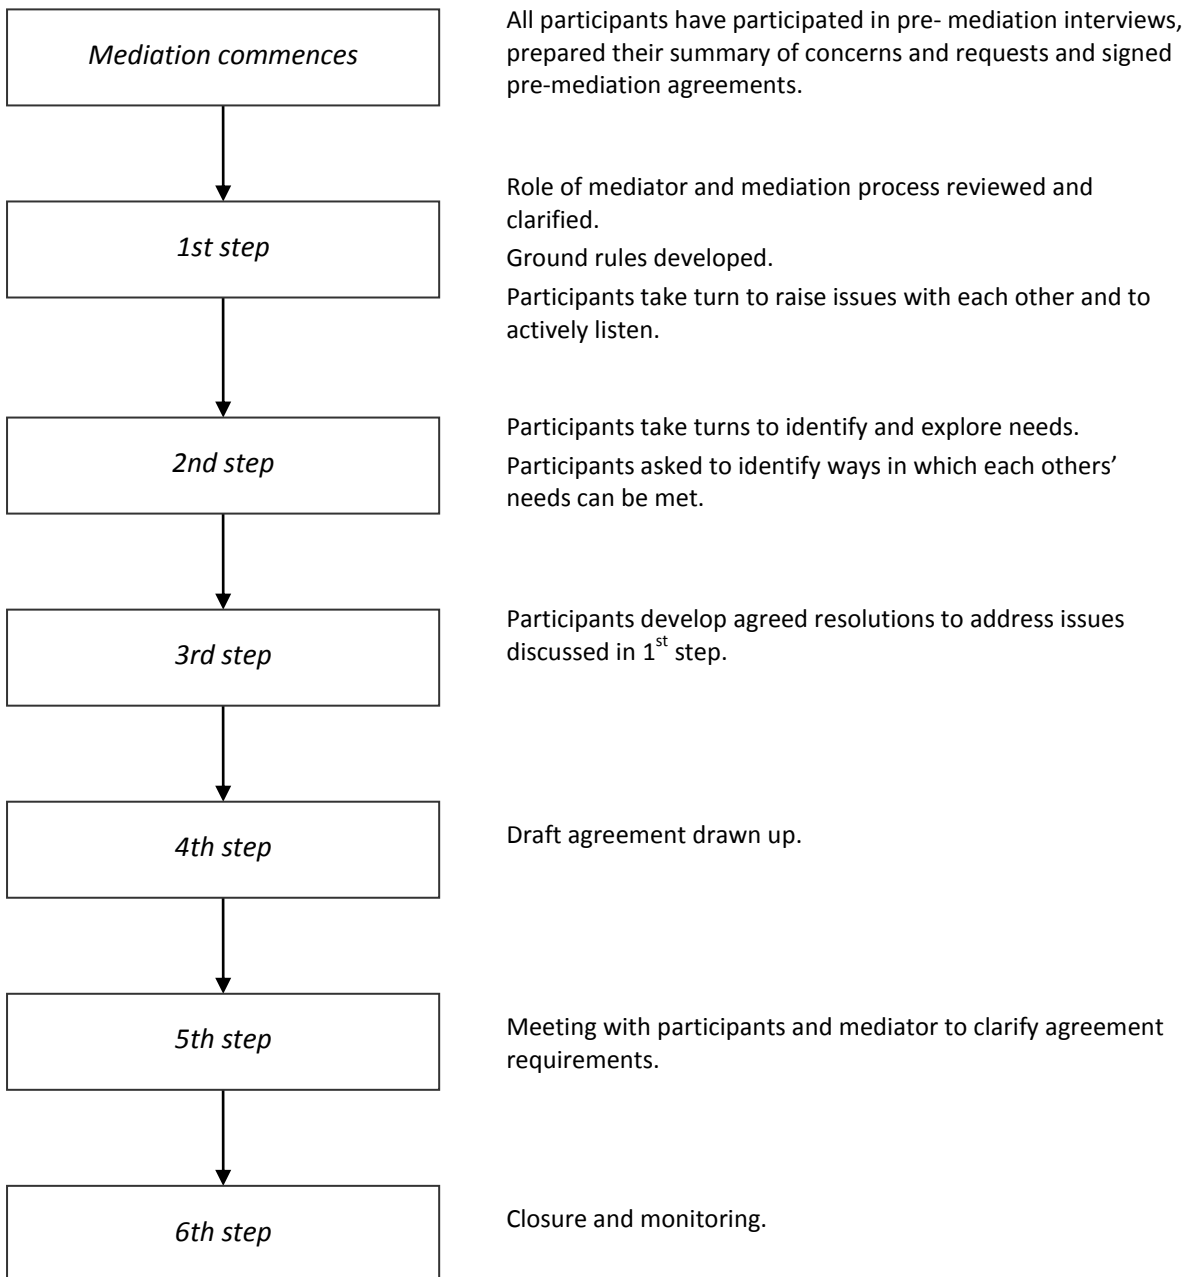 Mediation commences
All participants have participated in pre- mediation interviews,
prepared their summary of concerns and requests and signed
pre-mediation agreements.
1st step
Role of mediator and mediation process reviewed and
clarified.
Ground rules developed.
Participants take turn to raise issues with each other and to
actively listen.
2nd step
Participants take turns to identify and explore needs.
Participants asked to identify ways in which each others’
needs can be met.
3rd step
Participants develop agreed resolutions to address issues
discussed in 1st step.
4th step
Draft agreement drawn up.
5th step
Meeting with participants and mediator to clarify agreement
requirements.
6th step
Closure and monitoring.